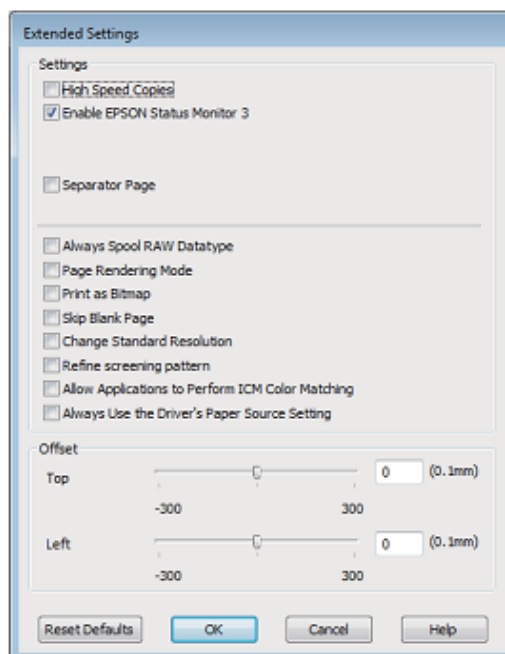 Extended Settings
Settings
High Speed Copies
Enable EPSON Status Monitor 3
Separator Page
Always Spool RAW Datatype
Page Rendering Mode
Print as Bitmap
Skip Blank Page
Change Standard Resolution
Refine screening pattern
Allow Applications to Perform ICM Color Matching
Always Use the Driver's Paper Source Setting
Offset
Top 0 (0.1mm)
-300 300
Left 0 (0.1mm)
-300 300
Reset Defaults OK Cancel Help